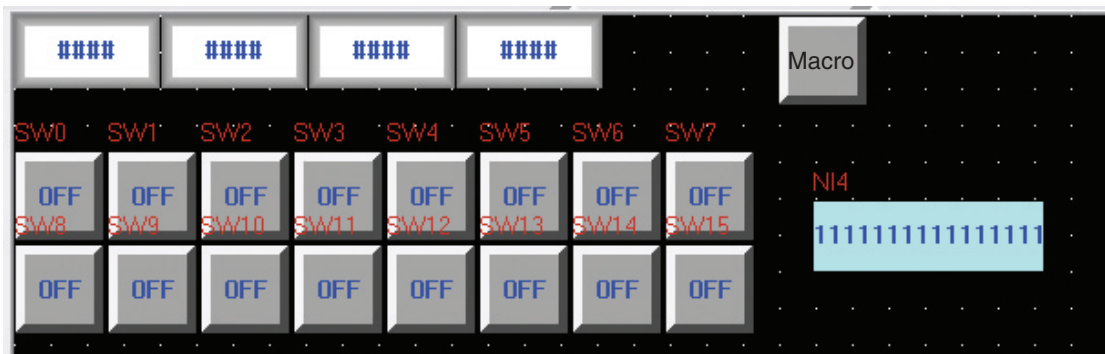 #### #### #### ####
Macro
SW0 SW1 SW2 SW3 SW4 SW5 SW6 SW7
OFF OFF OFF OFF OFF OFF OFF OFF
NI4
SW8 SW9 SW10 SW11 SW12 SW13 SW14 SW15
1111111111111111
OFF OFF OFF OFF OFF OFF OFF OFF